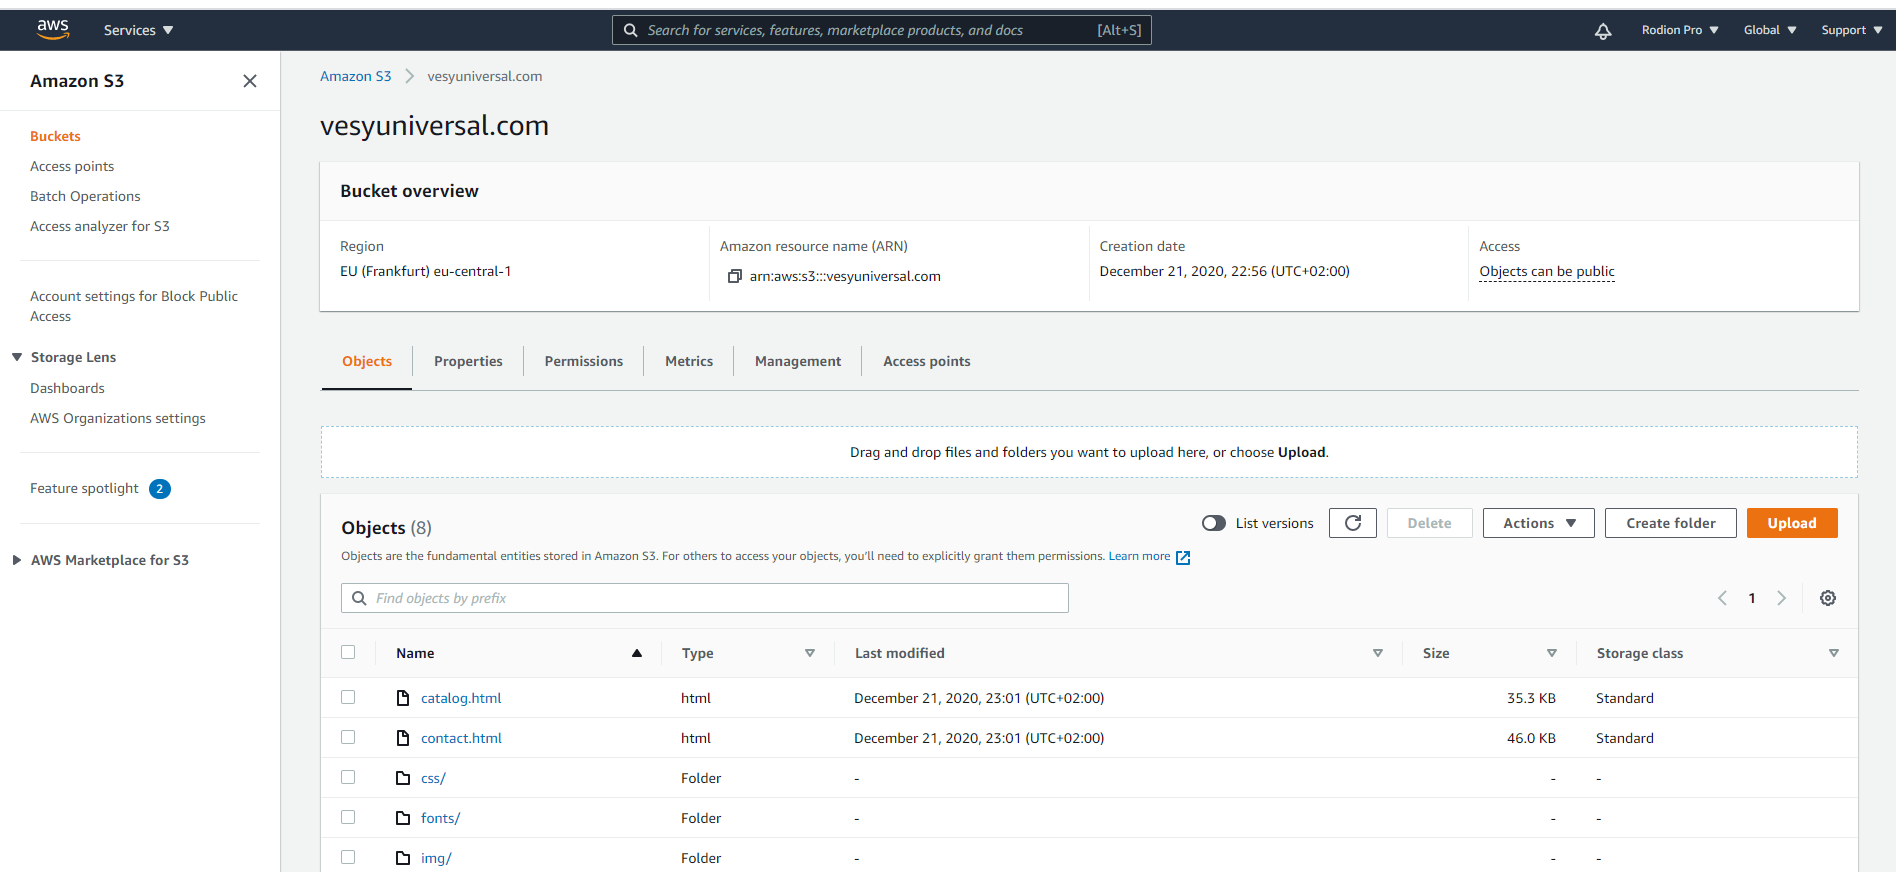 aws
Services
Search for services, features, marketplace products, and docs [Alt+S]
Rodion Pro Global Support
Amazon S3
Buckets
Access points
Batch Operations
Access analyzer for S3
Account settings for Block Public
Access
Storage Lens
Dashboards
AWS Organizations settings
Feature spotlight 2
AWS Marketplace for S3
Amazon S3 vesyuniversal.com
vesyuniversal.com
Bucket overview
Region
EU (Frankfurt) eu-central-1
Amazon resource name (ARN)
arn:aws:s3:::vesyuniversal.com
Creation date
December 21, 2020, 22:56 (UTC+02:00)
Access
Objects can be public
Objects Properties Permissions Metrics Management Access points
Drag and drop files and folders you want to upload here, or choose Upload.
Objects (8)
List versions Delete Actions Create folder Upload
Objects are the fundamental entities stored in Amazon S3. For others to access your objects, you'll need to explicitly grant them permissions. Learn more
Find objects by prefix
1
Name Type Last modified Size Storage class
catalog.html html December 21, 2020, 23:01 (UTC+02:00) 35.3 KB Standard
contact.html html December 21, 2020, 23:01 (UTC+02:00) 46.0 KB Standard
css/ Folder - - -
fonts/ Folder - - -
img/ Folder - - -